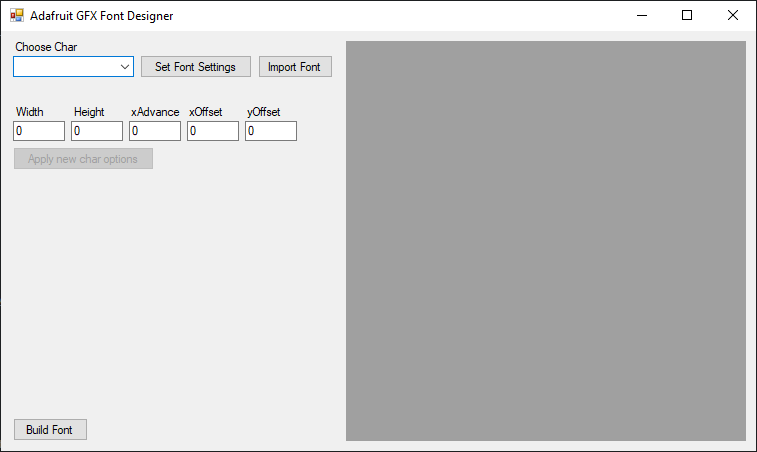 Adafruit GFX Font Designer
Choose Char
Set Font Settings
Import Font
Width Height xAdvance xOffset yOffset
0 0 0 0 0
Apply new char options
Build Font